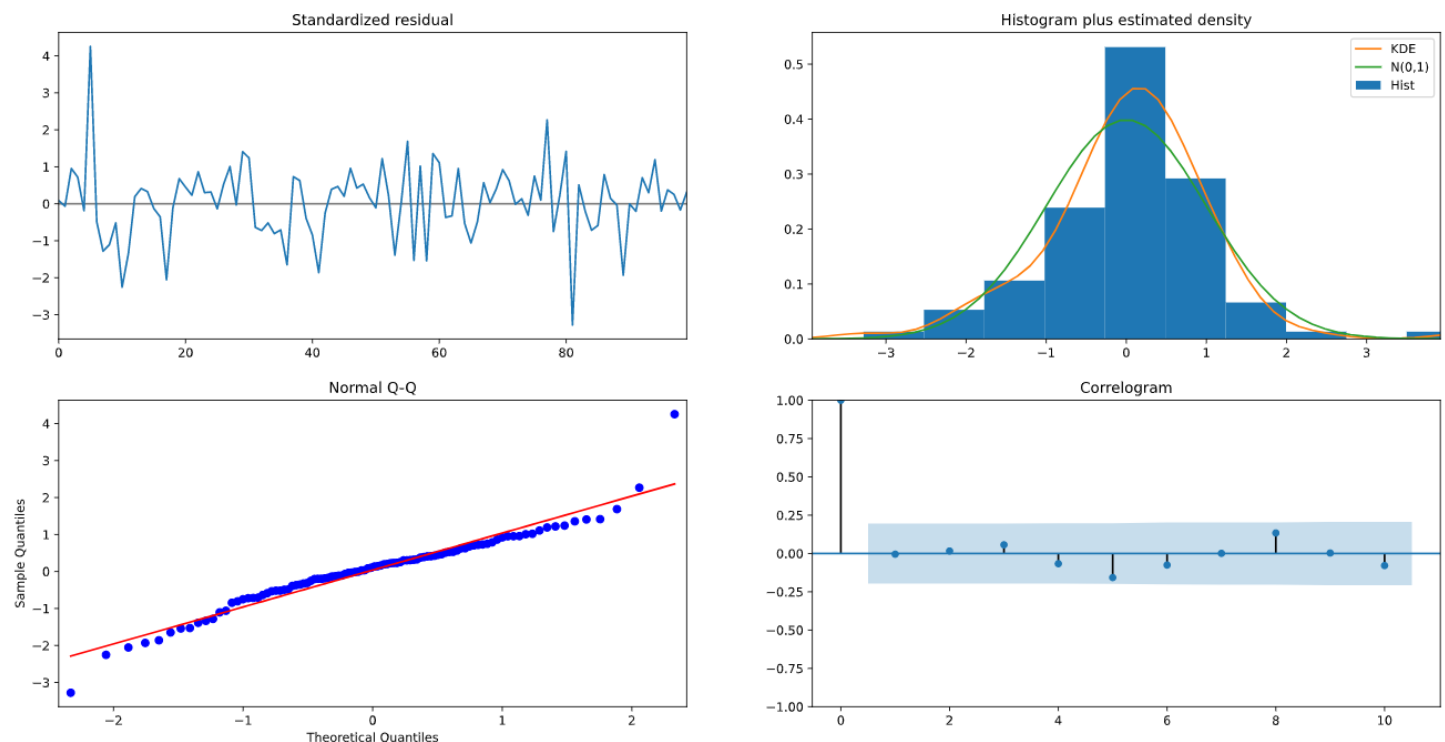 Standardized residual
4
3
2
1
0
−1
−2
−3
0 20 40 60 80
Histogram plus estimated density
KDE
N(0,1)
Hist
0.5
0.4
0.3
0.2
0.1
0.0
−3 −2 −1 0 1 2 3
Normal Q-Q
Sample Quantiles
4
3
2
1
0
−1
−2
−3
−2 −1 0 1 2
Theoretical Quantiles
Correlogram
1.00
0.75
0.50
0.25
0.00
−0.25
−0.50
−0.75
−1.00
0 2 4 6 8 10